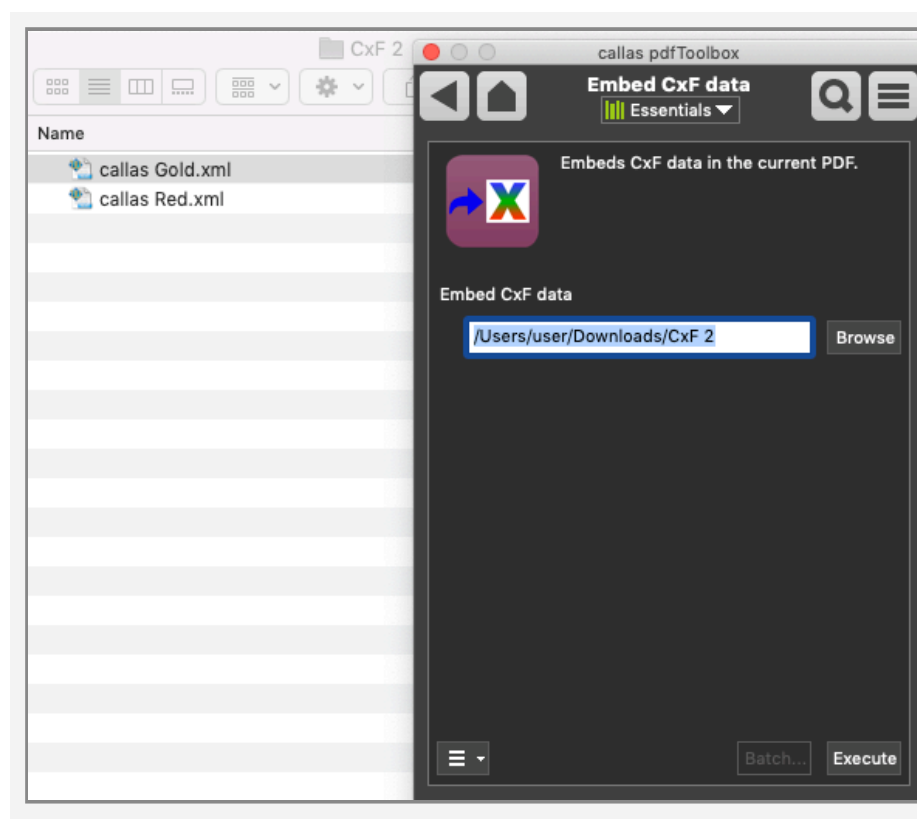 CxF 2
Name
callas Gold.xml
callas Red.xml
callas pdfToolbox
Embed CxF data
Essentials
Embeds CxF data in the current PDF.
Embed CxF data
/Users/user/Downloads/CxF 2
Browse
Batch...
Execute